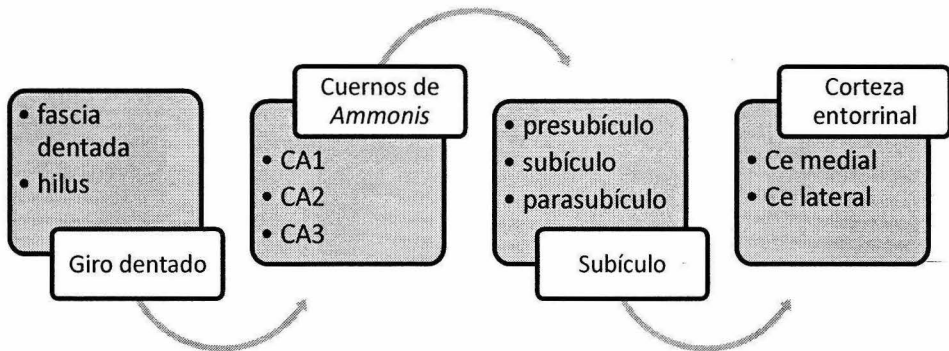 • fascia
dentada
• hilus
Giro dentado
Cuernos de
Ammonis
• CA1
• CA2
• CA3
• presubículo
• subículo
• parasubículo
Subículo
Corteza
entorrinal
• Ce medial
• Ce lateral